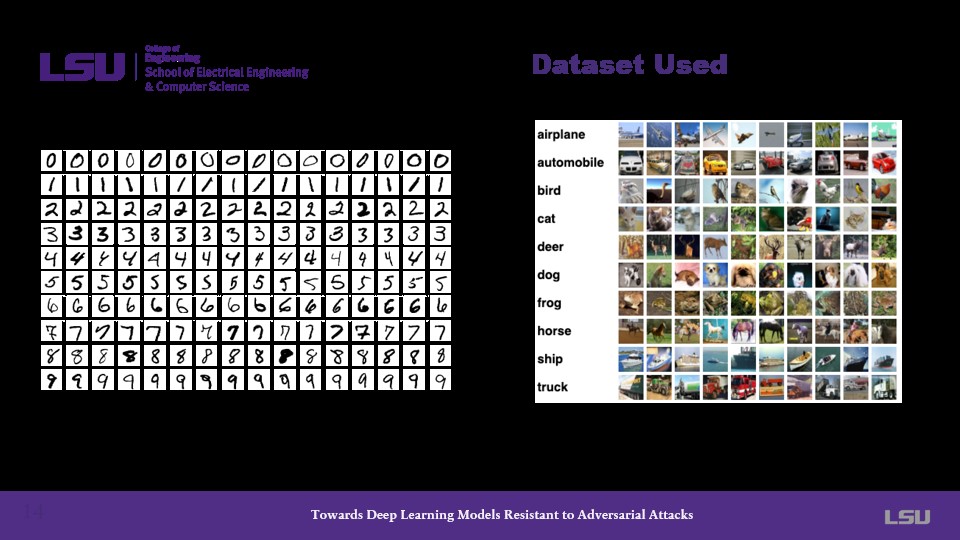 LSU
College of
Engineering
School of Electrical Engineering
& Computer Science
Dataset Used
0 0 0 0 0 0 0 0 0 0 0 0 0 0 0 0
1 1 1 1 1 1 1 1 1 1 1 1 1 1 1 1
2 2 2 2 2 2 2 2 2 2 2 2 2 2 2 2
3 3 3 3 3 3 3 3 3 3 3 3 3 3 3 3
4 4 4 4 4 4 4 4 4 4 4 4 4 4 4 4
5 5 5 5 5 5 5 5 5 5 5 5 5 5 5 5
6 6 6 6 6 6 6 6 6 6 6 6 6 6 6 6
7 7 7 7 7 7 7 7 7 7 7 7 7 7 7 7
8 8 8 8 8 8 8 8 8 8 8 8 8 8 8 8
9 9 9 9 9 9 9 9 9 9 9 9 9 9 9 9
airplane
automobile
bird
cat
deer
dog
frog
horse
ship
truck
14
Towards Deep Learning Models Resistant to Adversarial Attacks
LSU